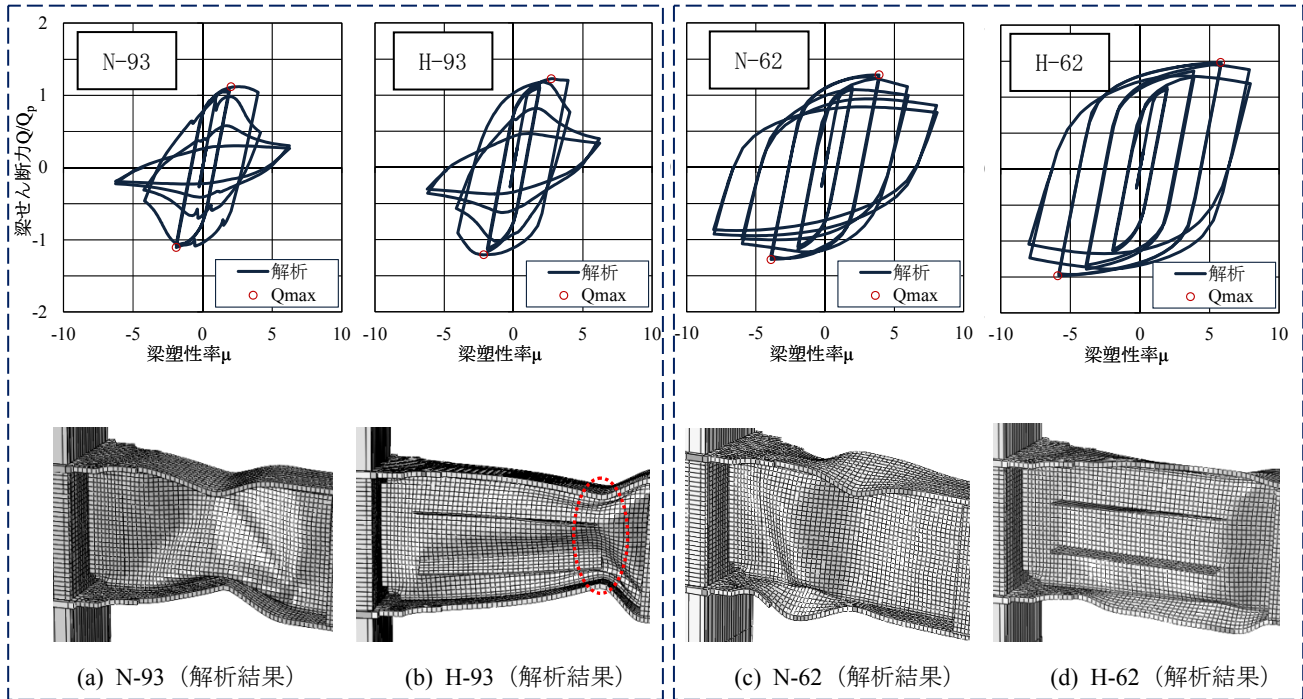 2
1
0
-1
-2
梁せん断力Q/Qp
N-93
解析
Qmax
-10 -5 0 5 10
梁塑性率μ
H-93
解析
Qmax
-10 -5 0 5 10
梁塑性率μ
N-62
解析
Qmax
-10 -5 0 5 10
梁塑性率μ
H-62
解析
Qmax
-10 -5 0 5 10
梁塑性率μ
(a) N-93（解析結果）
(b) H-93（解析結果）
(c) N-62（解析結果）
(d) H-62（解析結果）